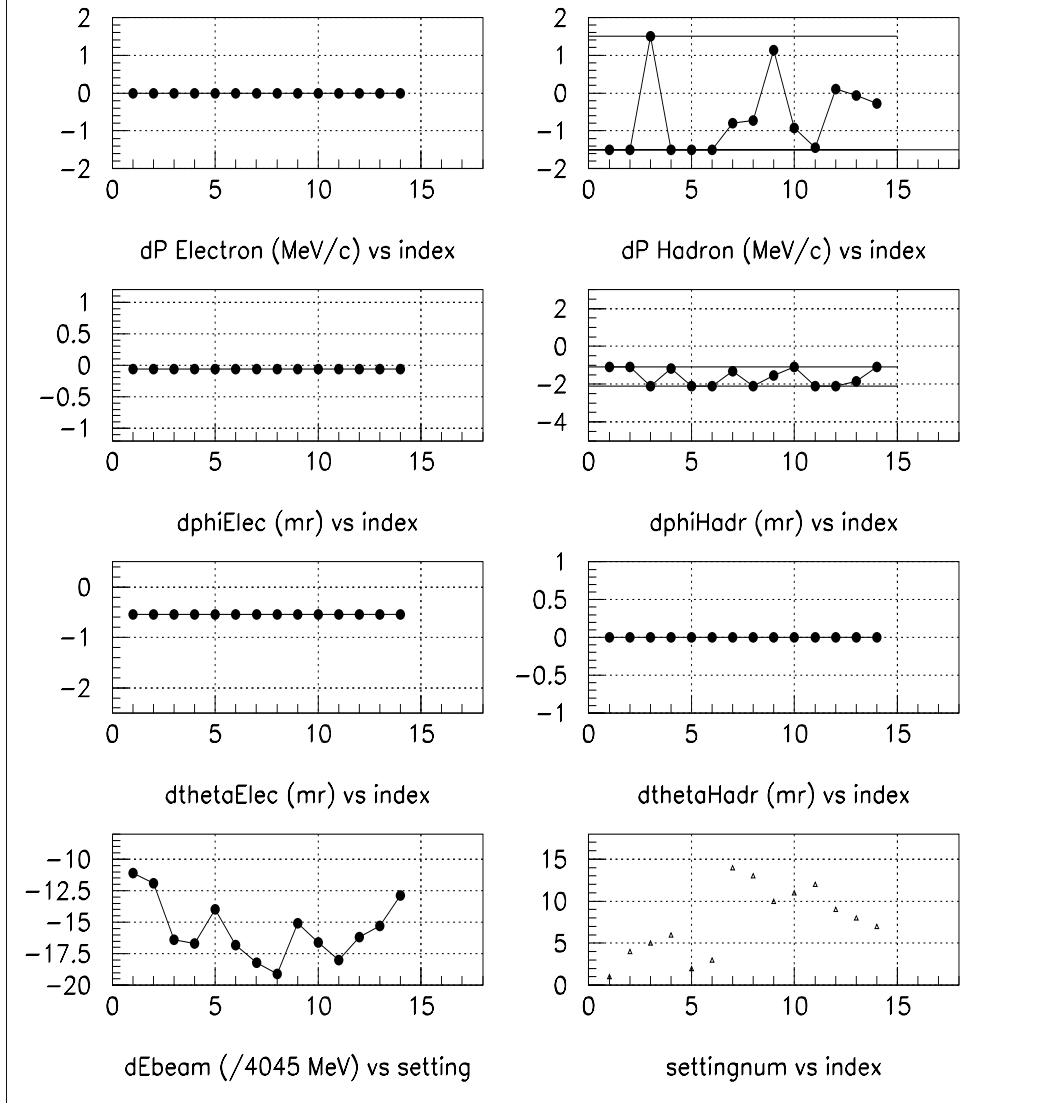 2
1
0
−1
−2
0 5 10 15
dP Electron (MeV/c) vs index
2
1
0
−1
−2
0 5 10 15
dP Hadron (MeV/c) vs index
1
0.5
0
−0.5
−1
0 5 10 15
dphiElec (mr) vs index
2
0
−2
−4
0 5 10 15
dphiHadr (mr) vs index
0
−1
−2
0 5 10 15
dthetaElec (mr) vs index
1
0.5
0
−0.5
−1
0 5 10 15
dthetaHadr (mr) vs index
−10
−12.5
−15
−17.5
−20
0 5 10 15
dEbeam (/4045 MeV) vs setting
15
10
5
0
0 5 10 15
settingnum vs index